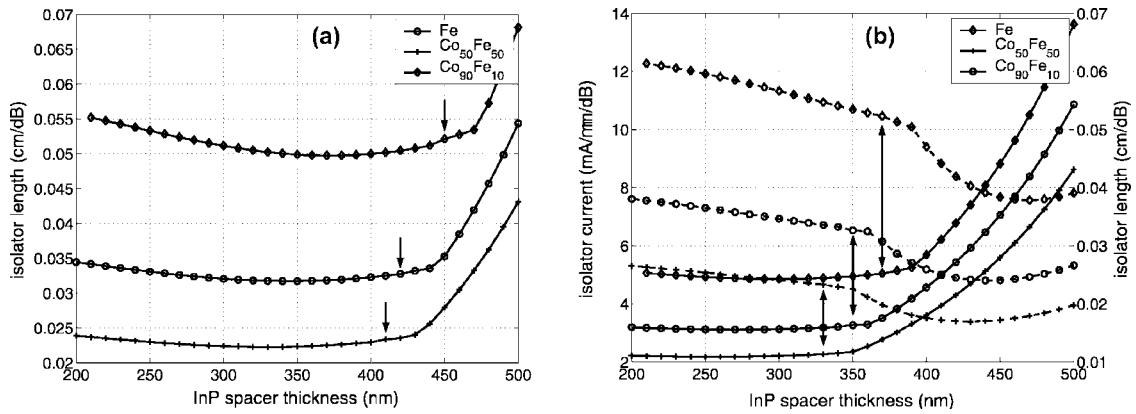 (a)
Fe
Co50Fe50
Co90Fe10
isolator length (cm/dB)
0.07
0.065
0.06
0.055
0.05
0.045
0.04
0.035
0.03
0.025
0.02
200 250 300 350 400 450 500
InP spacer thickness (nm)
(b)
Fe
Co50Fe50
Co90Fe10
isolator current (mA/mm/dB)
14
12
10
8
6
4
2
200 250 300 350 400 450 500
InP spacer thickness (nm)
0.07
0.06
0.05
0.04
0.03
0.02
0.01
isolator length (cm/dB)